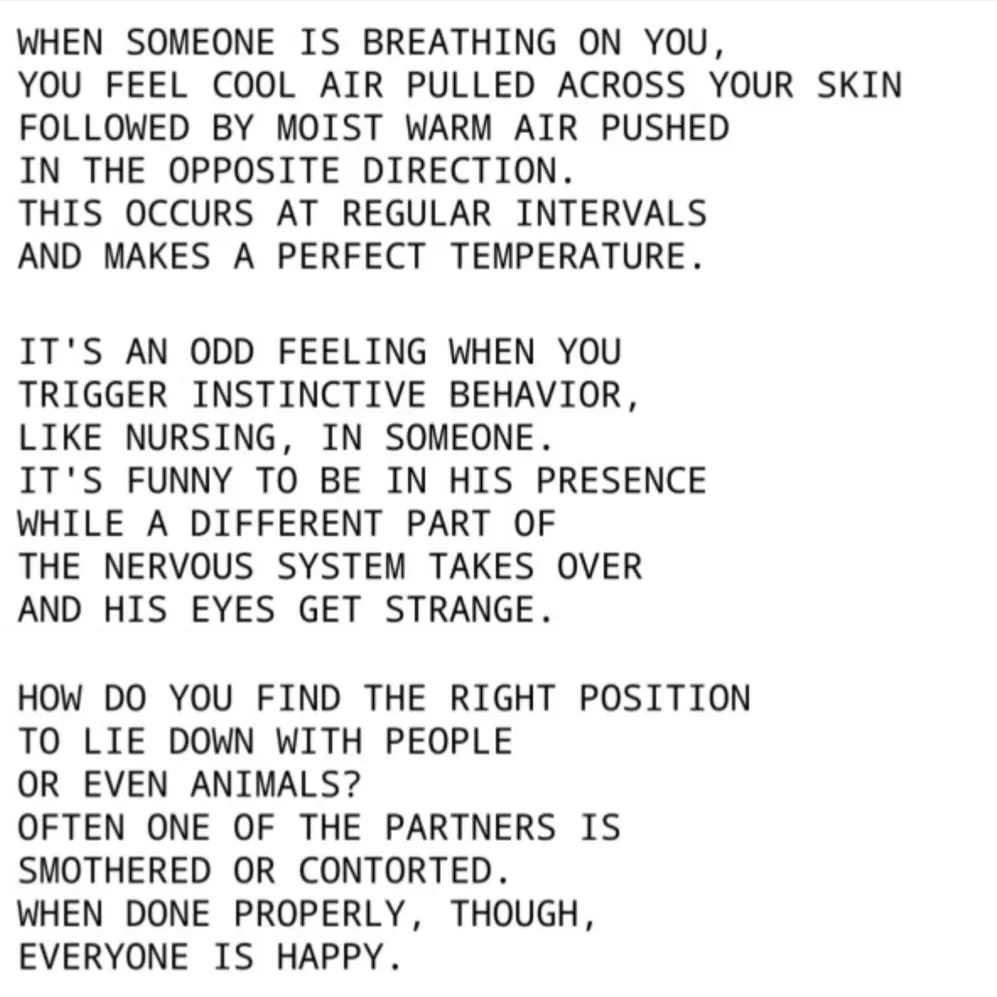 WHEN SOMEONE IS BREATHING ON YOU,
YOU FEEL COOL AIR PULLED ACROSS YOUR SKIN
FOLLOWED BY MOIST WARM AIR PUSHED
IN THE OPPOSITE DIRECTION.
THIS OCCURS AT REGULAR INTERVALS
AND MAKES A PERFECT TEMPERATURE.

IT'S AN ODD FEELING WHEN YOU
TRIGGER INSTINCTIVE BEHAVIOR,
LIKE NURSING, IN SOMEONE.
IT'S FUNNY TO BE IN HIS PRESENCE
WHILE A DIFFERENT PART OF
THE NERVOUS SYSTEM TAKES OVER
AND HIS EYES GET STRANGE.

HOW DO YOU FIND THE RIGHT POSITION
TO LIE DOWN WITH PEOPLE
OR EVEN ANIMALS?
OFTEN ONE OF THE PARTNERS IS
SMOTHERED OR CONTORTED.
WHEN DONE PROPERLY, THOUGH,
EVERYONE IS HAPPY.